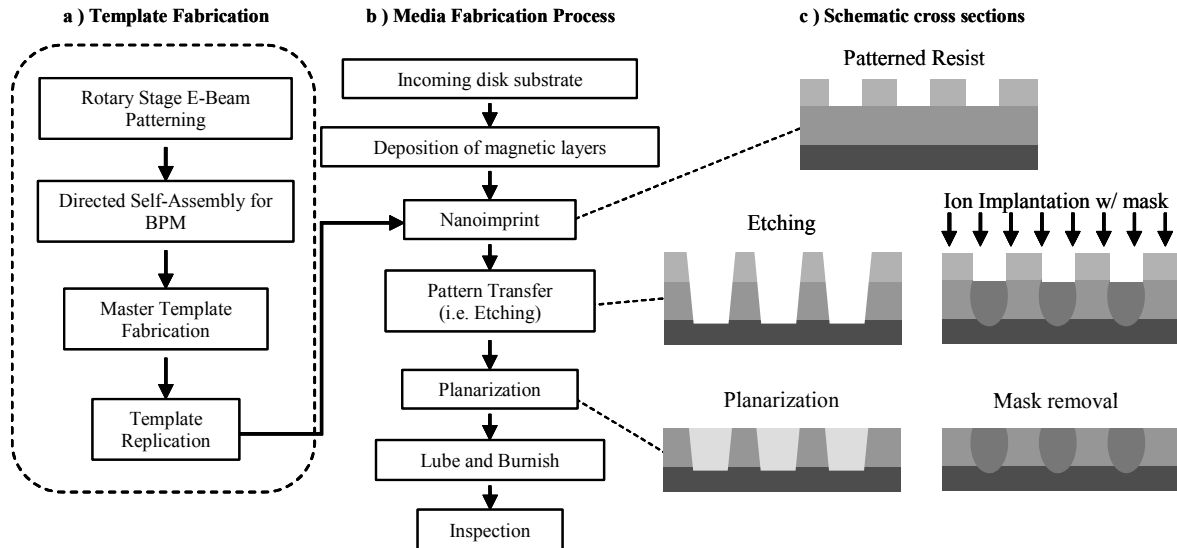 a ) Template Fabrication
Rotary Stage E-Beam
Patterning
Directed Self-Assembly for
BPM
Master Template
Fabrication
Template
Replication
b ) Media Fabrication Process
Incoming disk substrate
Deposition of magnetic layers
Nanoimprint
Pattern Transfer
(i.e. Etching)
Planarization
Lube and Burnish
Inspection
c ) Schematic cross sections
Patterned Resist
Etching
Ion Implantation w/ mask
Planarization
Mask removal